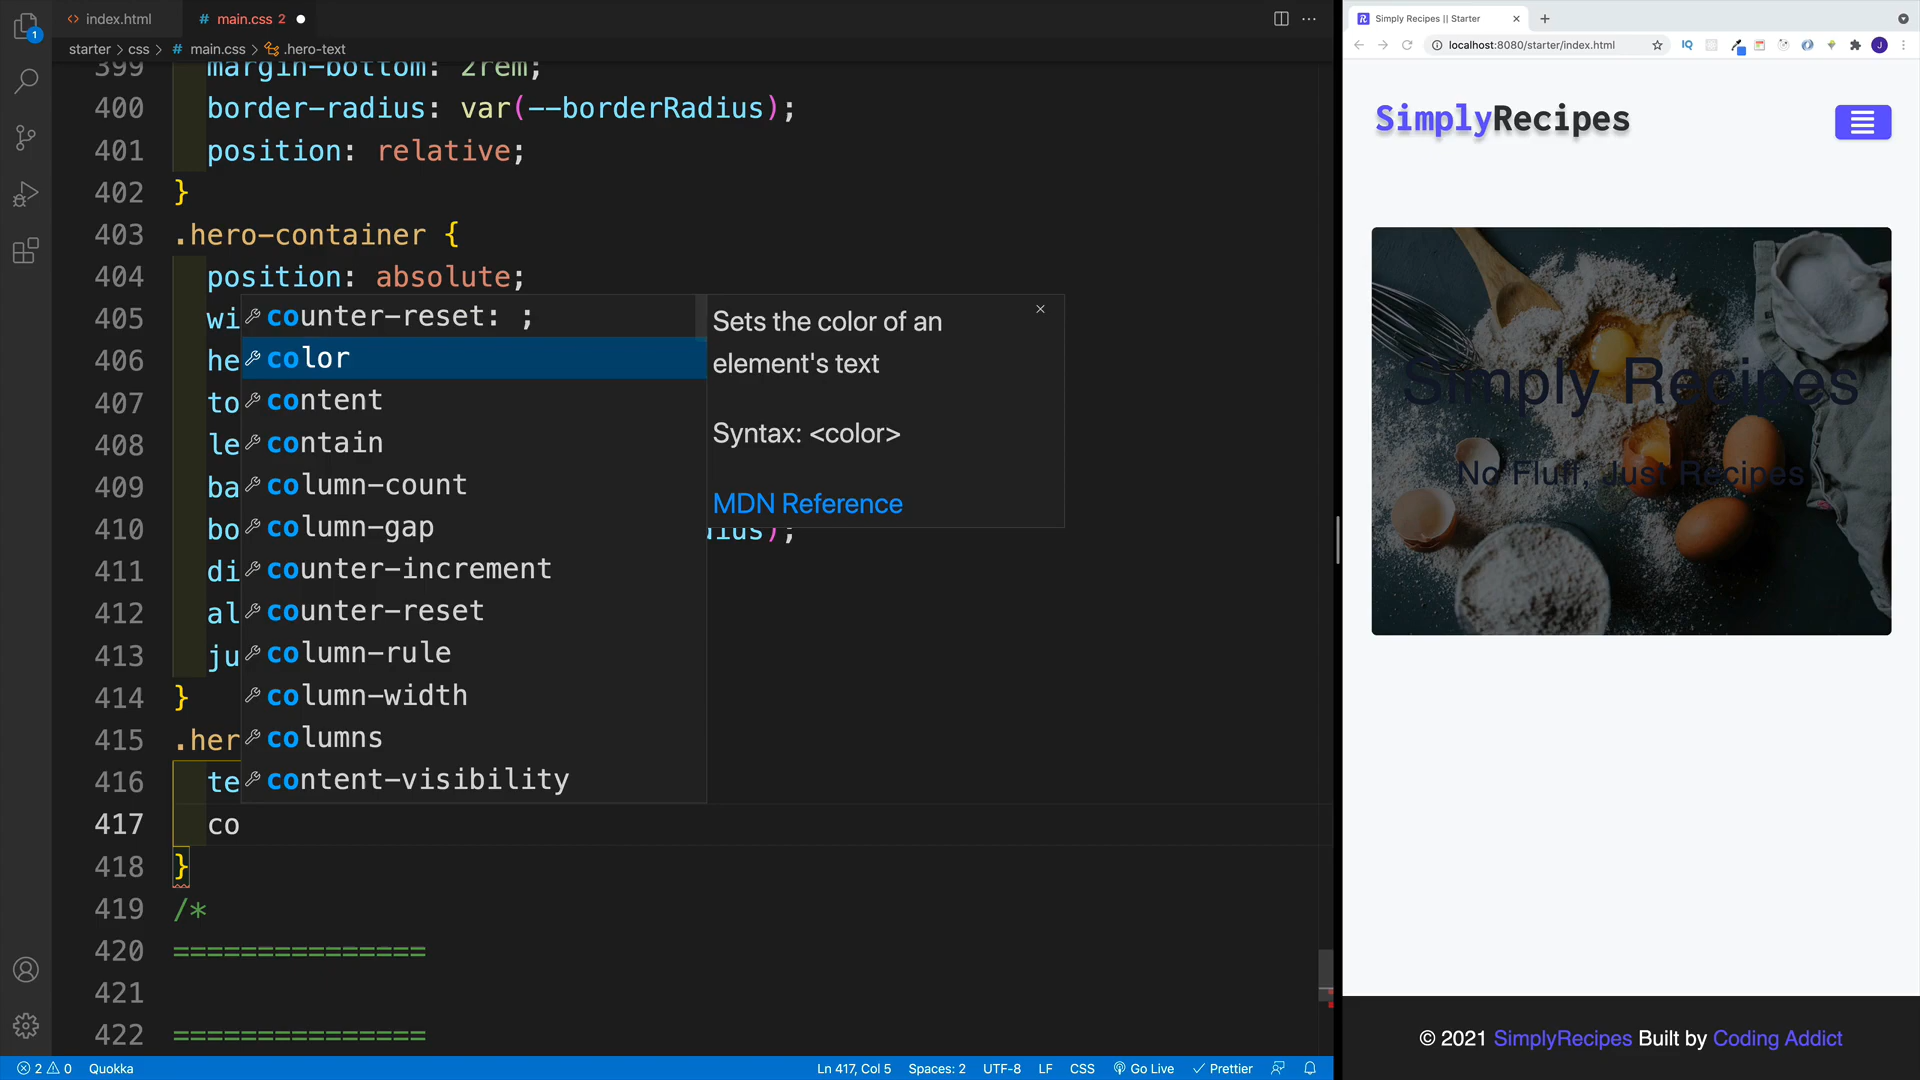 index.html
# main.css 2
starter > css > # main.css > .hero-text
399 margin-bottom: 2rem;
400 border-radius: var(--borderRadius);
401 position: relative;
402 }
403 .hero-container {
404 position: absolute;
405 wi
406 he
407 to
408 le
409 ba
410 bo dius);
411 di
412 al
413 ju
414 }
415 .her
416 te
417 co
418 }
419 /*
420 ===============
421
422 ===============
counter-reset: ;
color
content
contain
column-count
column-gap
counter-increment
counter-reset
column-rule
column-width
columns
content-visibility
Sets the color of an
element's text
Syntax: <color>
MDN Reference
1
2 0 Quokka
Ln 417, Col 5 Spaces: 2 UTF-8 LF CSS Go Live Prettier
Simply Recipes || Starter
localhost:8080/starter/index.html
IQ
J
SimplyRecipes
Simply Recipes
No Fluff, Just Recipes
© 2021 SimplyRecipes Built by Coding Addict